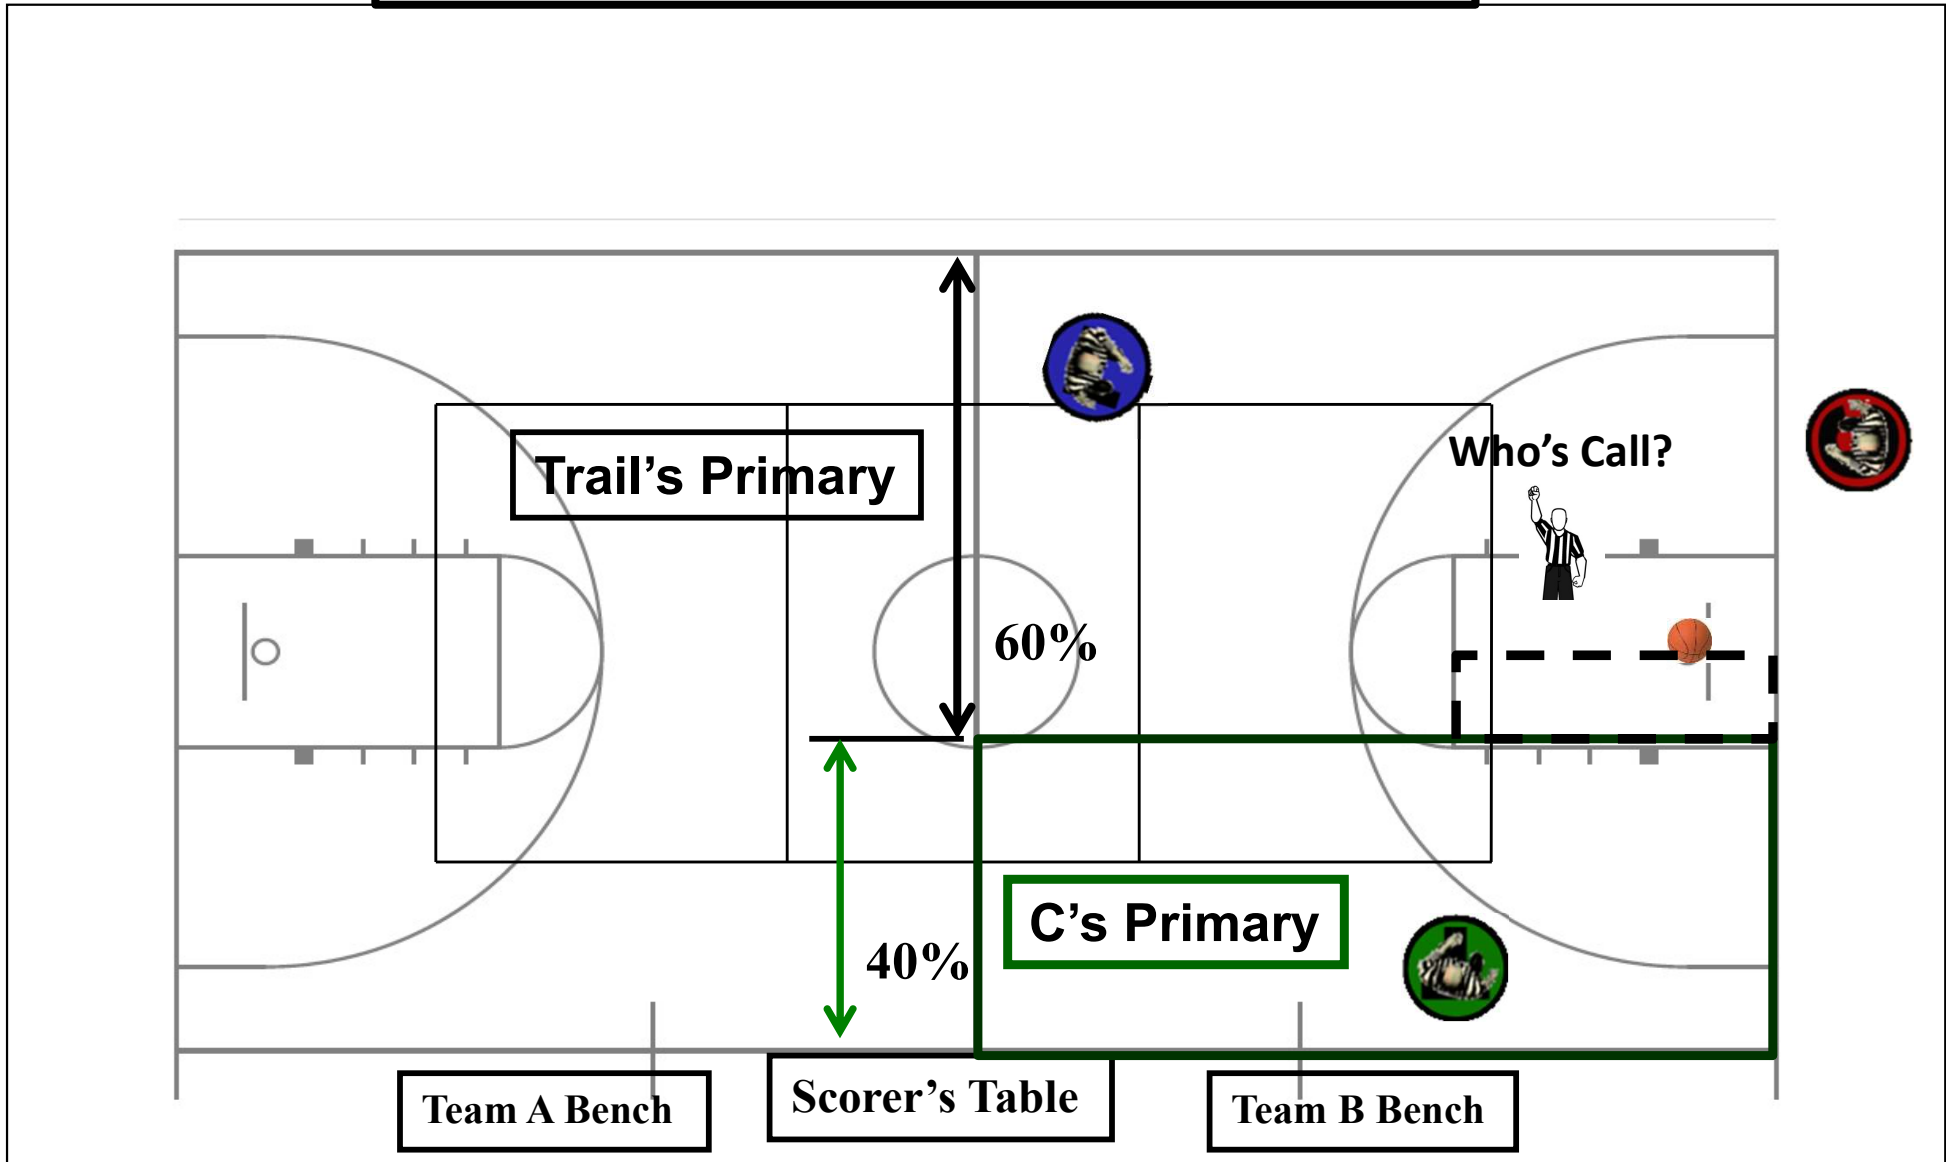 Trail's Primary
Who's Call?
60%
C's Primary
40%
Scorer's Table
Team A Bench
Team B Bench